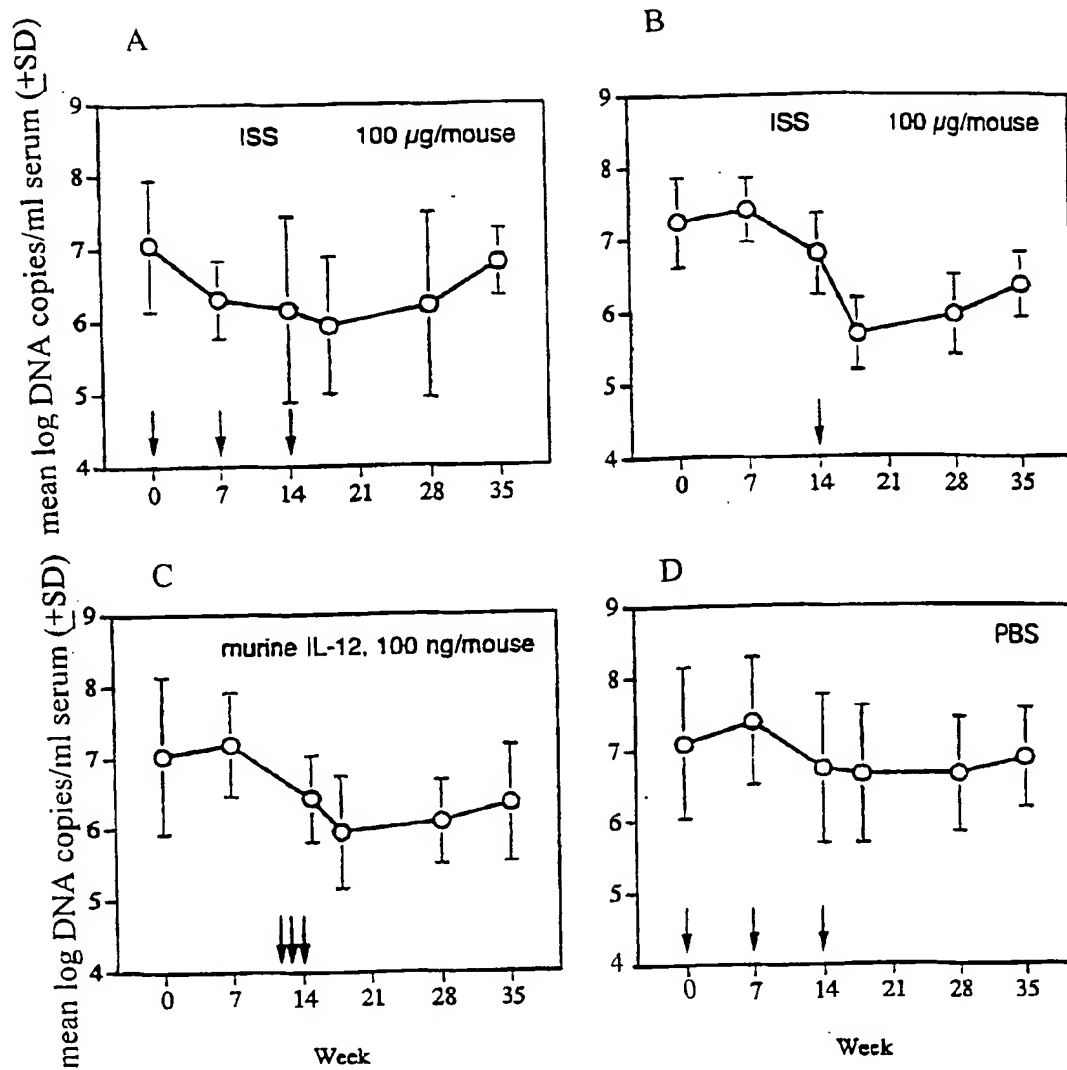 A
mean log DNA copies/ml serum (+SD)
ISS 100 µg/mouse
9
8
7
6
5
4
0 7 14 21 28 35
B
ISS 100 µg/mouse
9
8
7
6
5
4
0 7 14 21 28 35
C
mean log DNA copies/ml serum (+SD)
murine IL-12, 100 ng/mouse
9
8
7
6
5
4
0 7 14 21 28 35
Week
D
PBS
9
8
7
6
5
4
0 7 14 21 28 35
Week